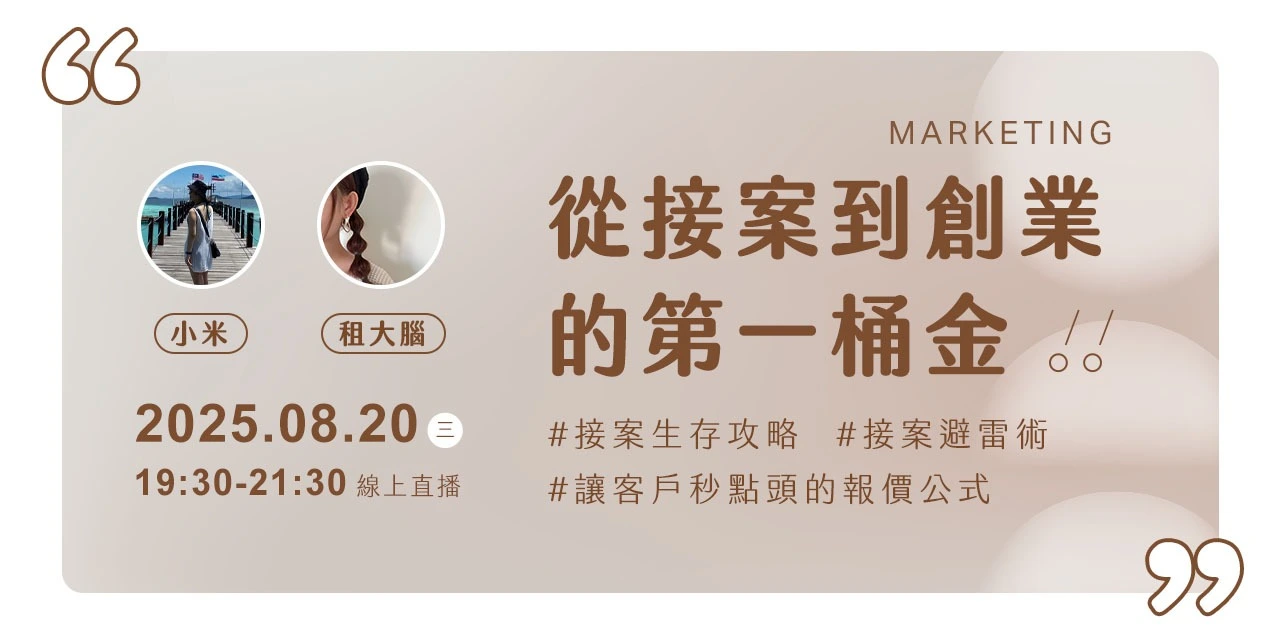 MARKETING
從接案到創業
的第一桶金 !!
#接案生存攻略 #接案避雷術
#讓客戶秒點頭的報價公式
小米 租大腦
2025.08.20 三
19:30-21:30 線上直播